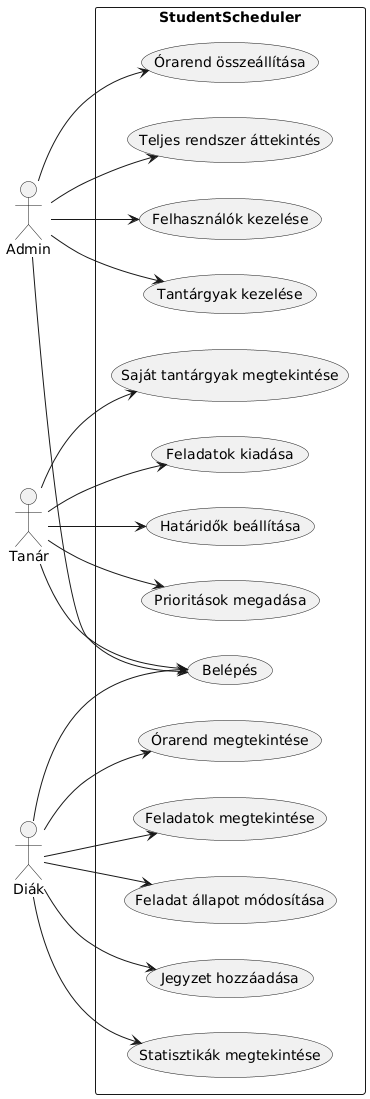 StudentScheduler
Órarend összeállítása
Teljes rendszer áttekintés
Felhasználók kezelése
Admin
Tantárgyak kezelése
Saját tantárgyak megtekintése
Feladatok kiadása
Határidők beállítása
Tanár
Prioritások megadása
Belépés
Órarend megtekintése
Feladatok megtekintése
Diák
Feladat állapot módosítása
Jegyzet hozzáadása
Statisztikák megtekintése